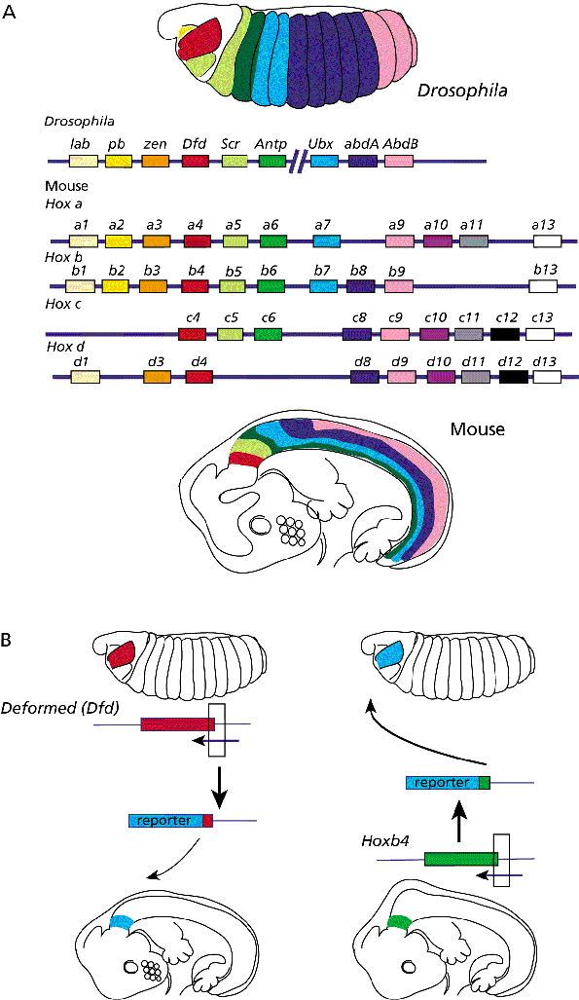 A
Drosophila
Drosophila
lab pb zen Dfd Scr Antp Ubx abdA AbdB
Mouse
Hox a
a1 a2 a3 a4 a5 a6 a7 a9 a10 a11 a13
Hox b
b1 b2 b3 b4 b5 b6 b7 b8 b9 b13
Hox c
c4 c5 c6 c8 c9 c10 c11 c12 c13
Hox d
d1 d3 d4 d8 d9 d10 d11 d12 d13
Mouse
B
Deformed (Dfd)
reporter
reporter
Hoxb4